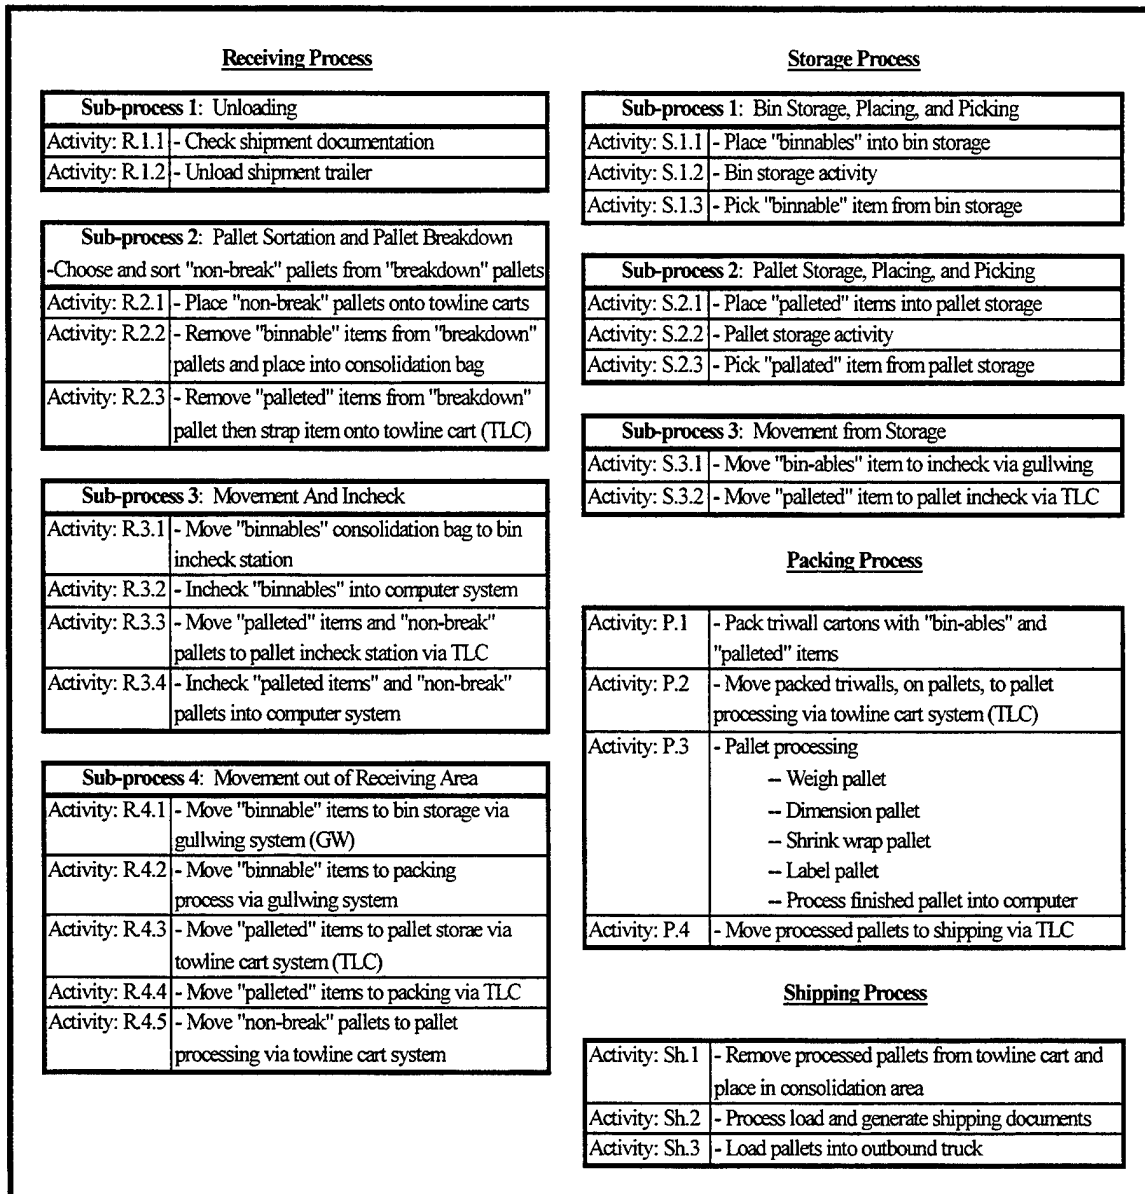 Receiving Process
Sub-process 1: Unloading
Activity: R.1.1 - Check shipment documentation
Activity: R.1.2 - Unload shipment trailer
Sub-process 2: Pallet Sortation and Pallet Breakdown
-Choose and sort "non-break" pallets from "breakdown" pallets
Activity: R.2.1 - Place "non-break" pallets onto towline carts
Activity: R.2.2 - Remove "binnable" items from "breakdown"
pallets and place into consolidation bag
Activity: R.2.3 - Remove "palleted" items from "breakdown"
pallet then strap item onto towline cart (TLC)
Sub-process 3: Movement And Incheck
Activity: R.3.1 - Move "binnables" consolidation bag to bin
incheck station
Activity: R.3.2 - Incheck "binnables" into computer system
Activity: R.3.3 - Move "palleted" items and "non-break"
pallets to pallet incheck station via TLC
Activity: R.3.4 - Incheck "palleted items" and "non-break"
pallets into computer system
Sub-process 4: Movement out of Receiving Area
Activity: R.4.1 - Move "binnable" items to bin storage via
gullwing system (GW)
Activity: R.4.2 - Move "binnable" items to packing
process via gullwing system
Activity: R.4.3 - Move "palleted" items to pallet storae via
towline cart system (TLC)
Activity: R.4.4 - Move "palleted" items to packing via TLC
Activity: R.4.5 - Move "non-break" pallets to pallet
processing via towline cart system
Storage Process
Sub-process 1: Bin Storage, Placing, and Picking
Activity: S.1.1 - Place "binnables" into bin storage
Activity: S.1.2 - Bin storage activity
Activity: S.1.3 - Pick "binnable" item from bin storage
Sub-process 2: Pallet Storage, Placing, and Picking
Activity: S.2.1 - Place "palleted" items into pallet storage
Activity: S.2.2 - Pallet storage activity
Activity: S.2.3 - Pick "pallated" item from pallet storage
Sub-process 3: Movement from Storage
Activity: S.3.1 - Move "bin-ables" item to incheck via gullwing
Activity: S.3.2 - Move "palleted" item to pallet incheck via TLC
Packing Process
Activity: P.1 - Pack triwall cartons with "bin-ables" and
"palleted" items
Activity: P.2 - Move packed triwalls, on pallets, to pallet
processing via towline cart system (TLC)
Activity: P.3 - Pallet processing
-- Weigh pallet
-- Dimension pallet
-- Shrink wrap pallet
-- Label pallet
-- Process finished pallet into computer
Activity: P.4 - Move processed pallets to shipping via TLC
Shipping Process
Activity: Sh.1 - Remove processed pallets from towline cart and
place in consolidation area
Activity: Sh.2 - Process load and generate shipping documents
Activity: Sh.3 - Load pallets into outbound truck